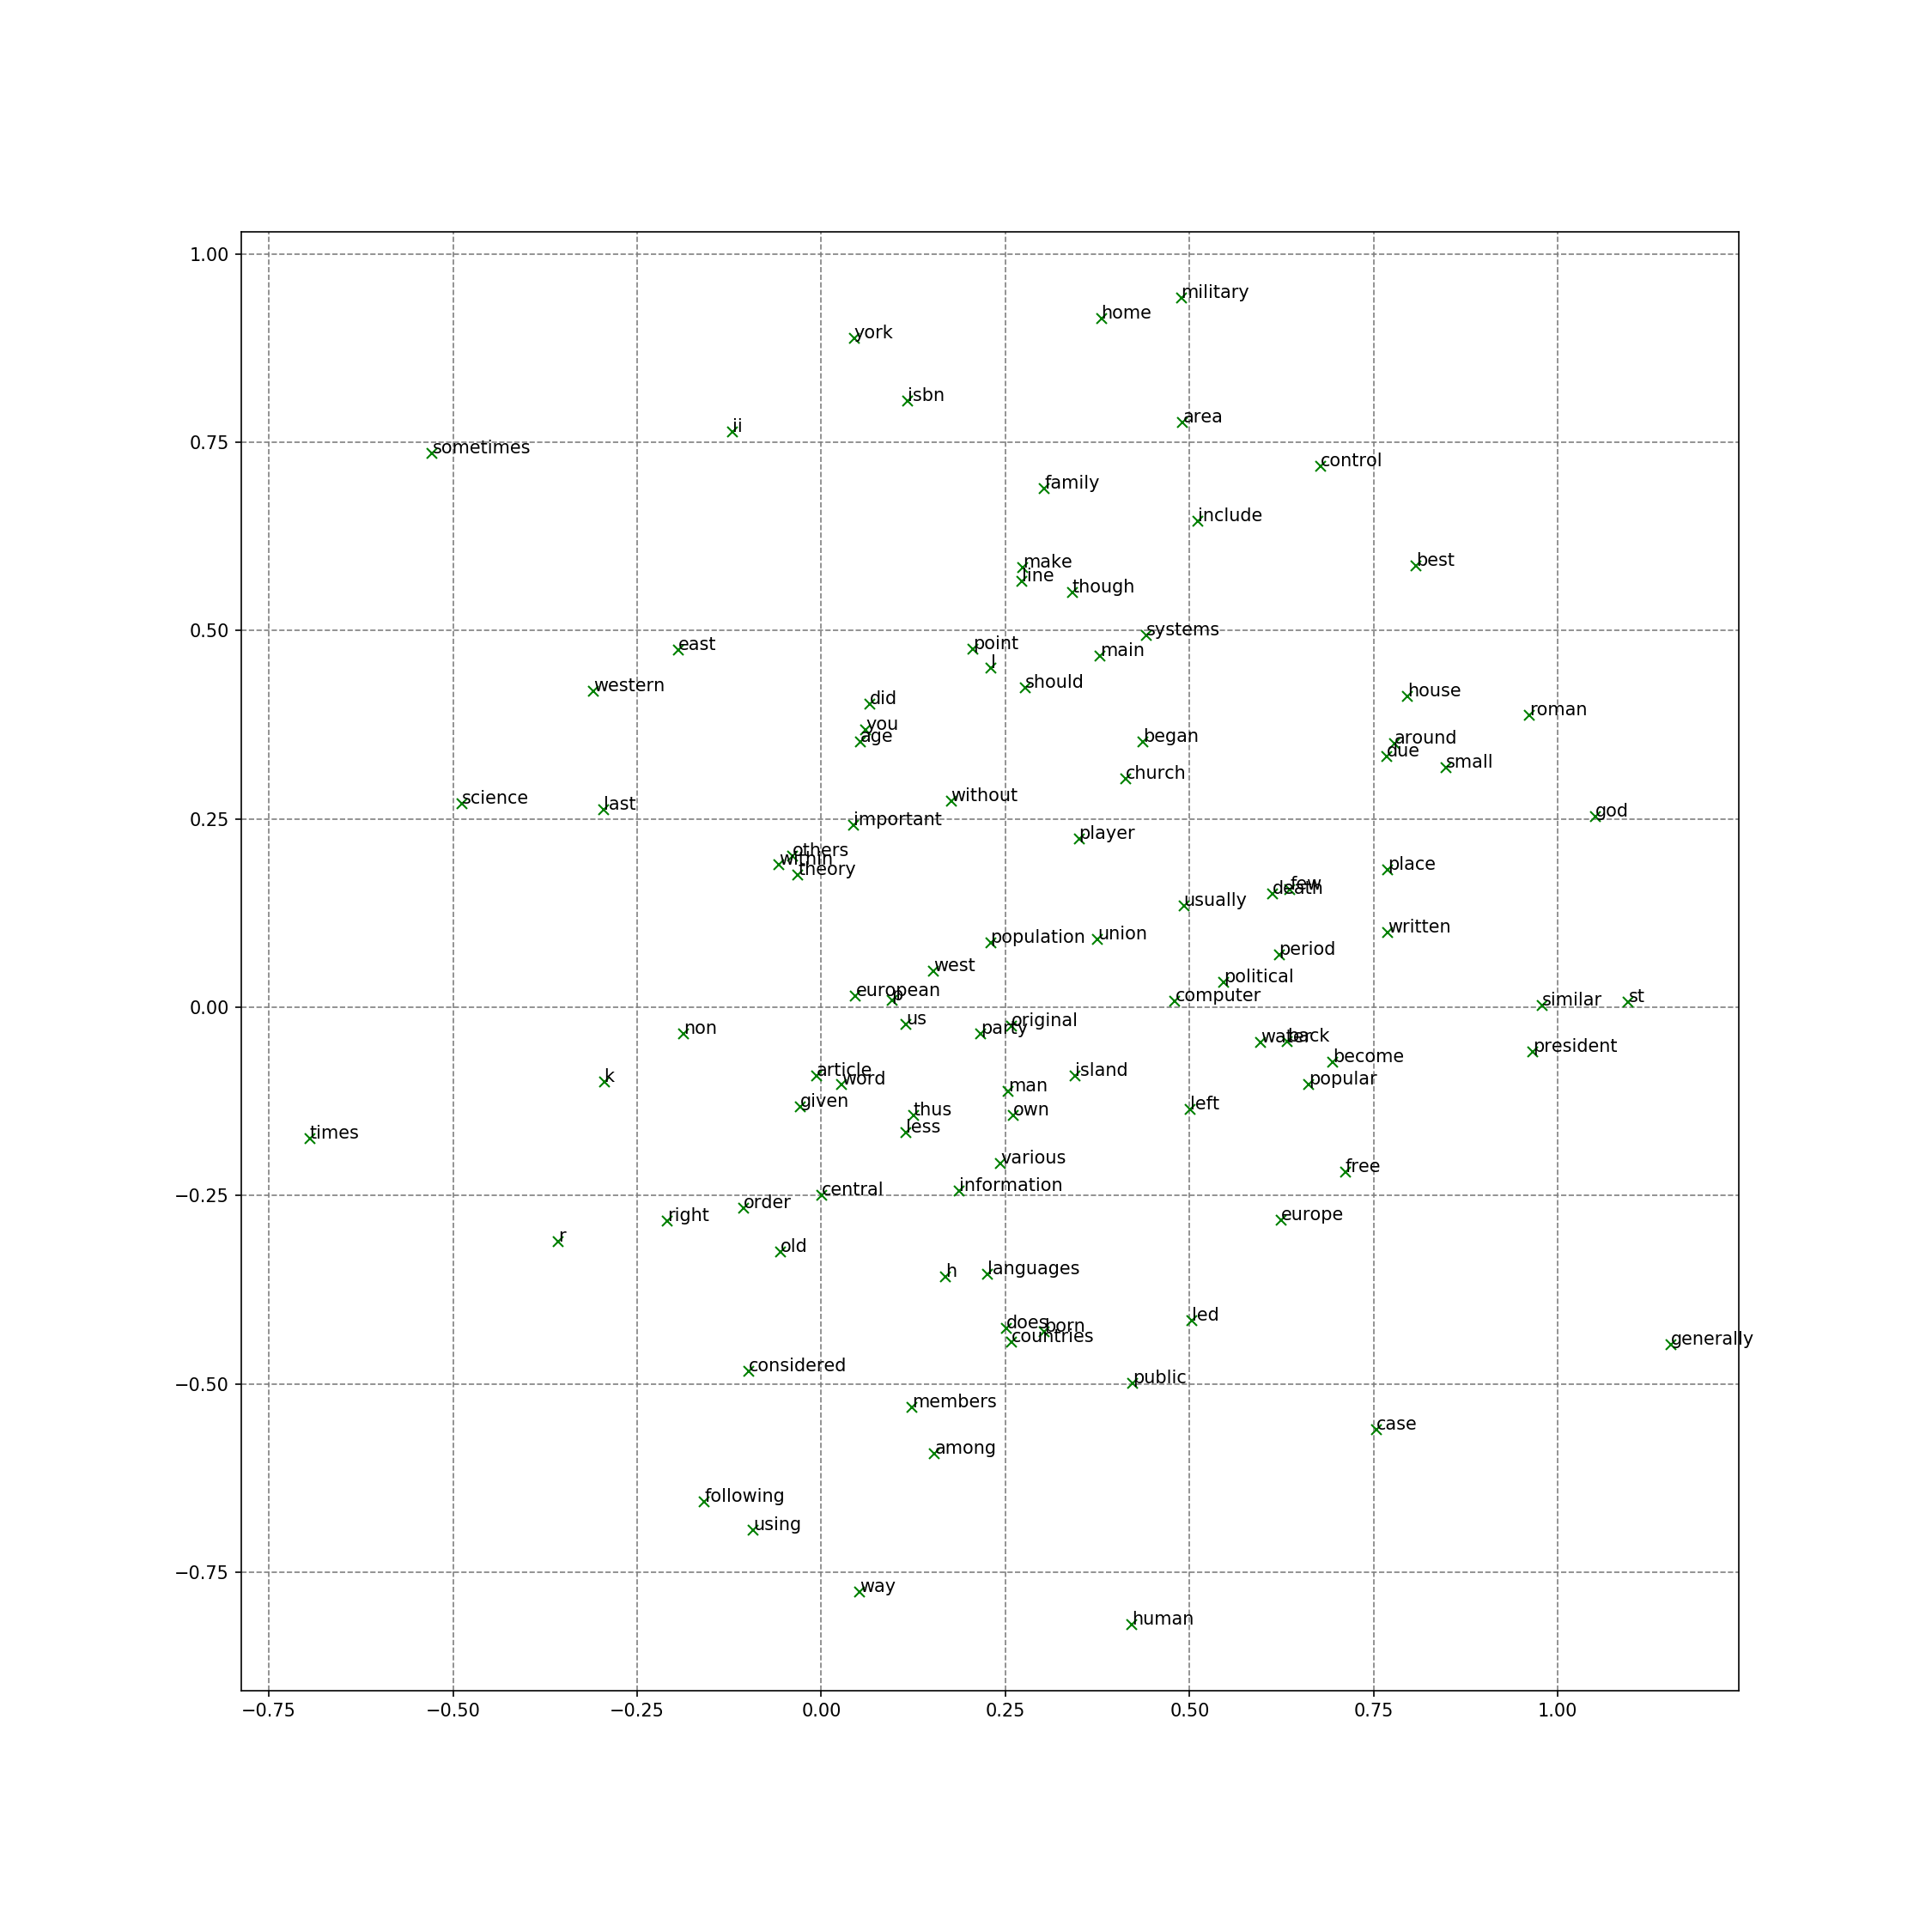 military
home
york
isbn
area
ii
sometimes
control
family
include
make
line
best
though
systems
east
point
main
l
should
western
house
did
roman
you
age
began
around
due
small
church
science
last
without
important
god
player
others
within
theory
place
few
death
usually
written
union
population
period
west
political
european
computer
similar
st
us
original
party
non
water
back
president
become
article
island
k
word
popular
man
given
left
thus
own
less
times
various
free
information
central
order
right
europe
r
old
languages
h
led
does
born
countries
generally
considered
public
members
case
among
following
using
way
human
1.00
0.75
0.50
0.25
0.00
−0.25
−0.50
−0.75
−0.75 −0.50 −0.25 0.00 0.25 0.50 0.75 1.00